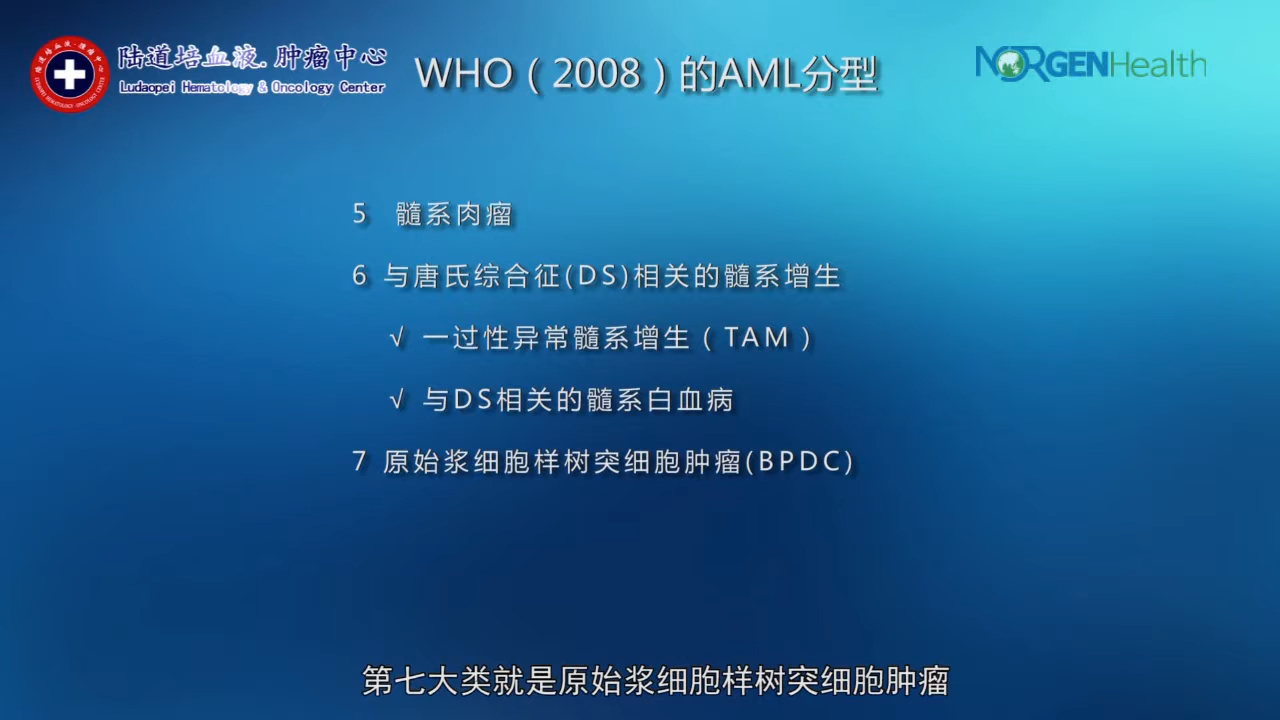 陆道培血液.肿瘤中心
Ludaopei Hematology & Oncology Center
WHO（2008）的AML分型
NORGENHealth
5 髓系肉瘤
6 与唐氏综合征(DS)相关的髓系增生
√ 一过性异常髓系增生（TAM）
√ 与DS相关的髓系白血病
7 原始浆细胞样树突细胞肿瘤(BPDC)
第七大类就是原始浆细胞样树突细胞肿瘤